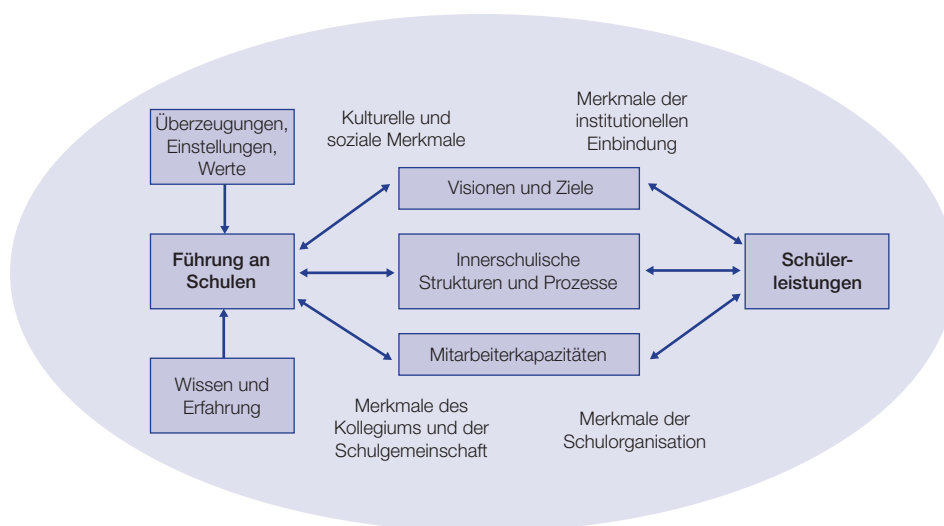 Überzeugungen,
Einstellungen,
Werte
Kulturelle und
soziale Merkmale
Merkmale der
institutionellen
Einbindung
Visionen und Ziele
Führung an
Schulen
Innerschulische
Strukturen und Prozesse
Schüler-
leistungen
Mitarbeiterkapazitäten
Wissen und
Erfahrung
Merkmale des
Kollegiums und der
Schulgemeinschaft
Merkmale der
Schulorganisation